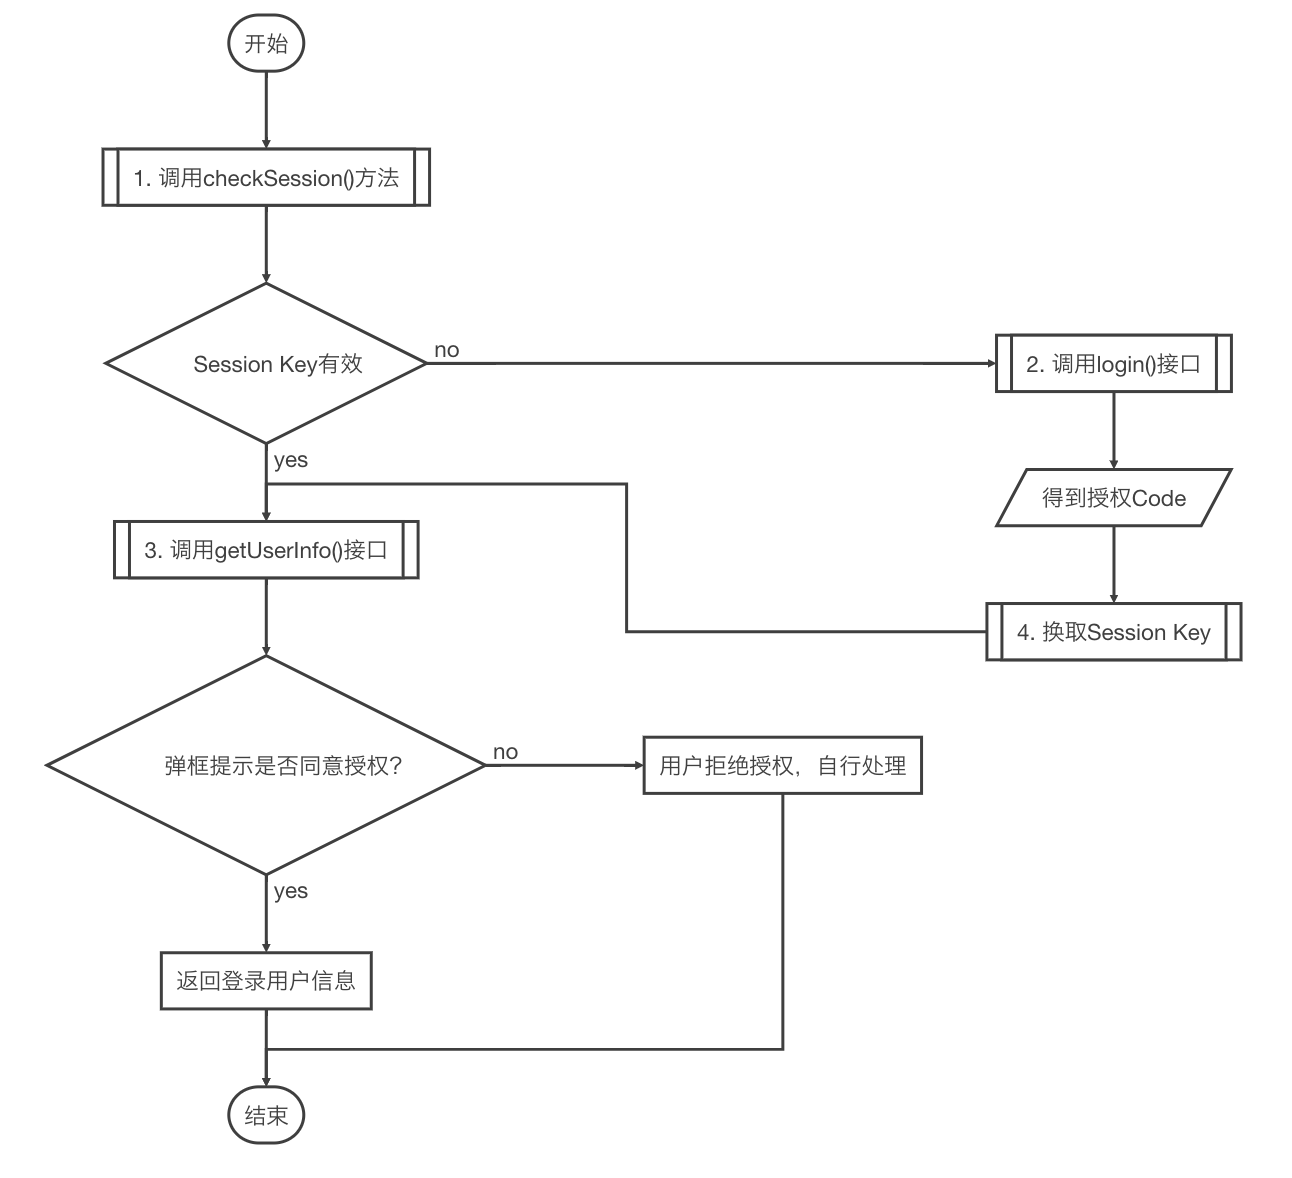 开始
1. 调用checkSession()方法
Session Key有效
no
2. 调用login()接口
yes
得到授权Code
3. 调用getUserInfo()接口
4. 换取Session Key
弹框提示是否同意授权?
no
用户拒绝授权，自行处理
yes
返回登录用户信息
结束